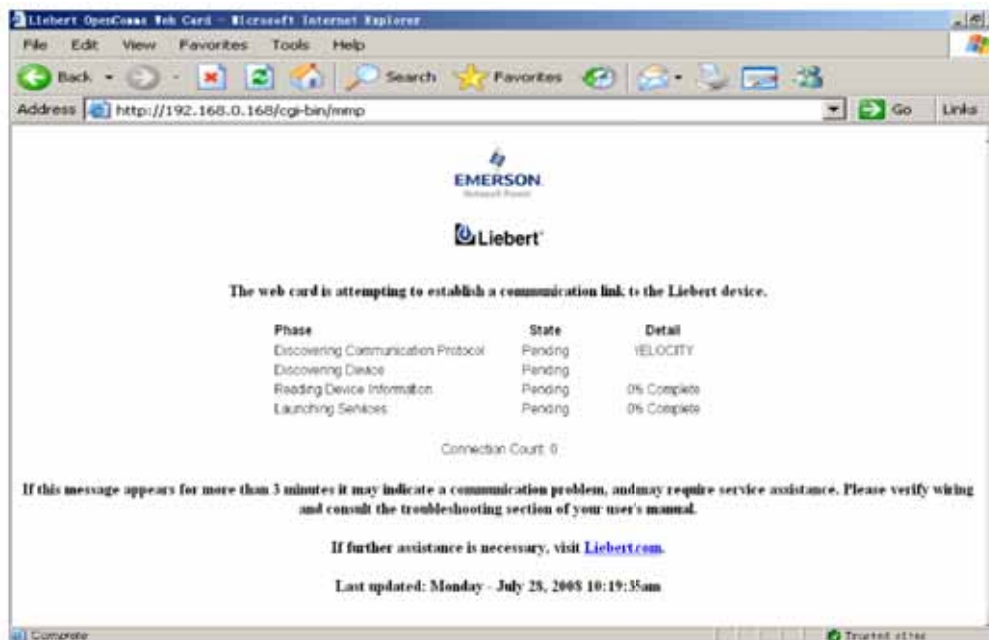 Liebert OpenComms Web Card - Microsoft Internet Explorer
File Edit View Favorites Tools Help
Back Search Favorites
Address http://192.168.0.168/cgi-bin/mmp Go Links
EMERSON
Network Power
Liebert
The web card is attempting to establish a communication link to the Liebert device.
Phase State Detail
Discovering Communication Protocol Pending VELOCITY
Discovering Device Pending
Reading Device Information Pending 0% Complete
Launching Services Pending 0% Complete
Connection Count: 0
If this message appears for more than 3 minutes it may indicate a communication problem, andmay require service assistance. Please verify wiring
and consult the troubleshooting section of your user's manual.
If further assistance is necessary, visit Liebert.com.
Last updated: Monday - July 28, 2008 10:19:35am
Complete Trusted sites